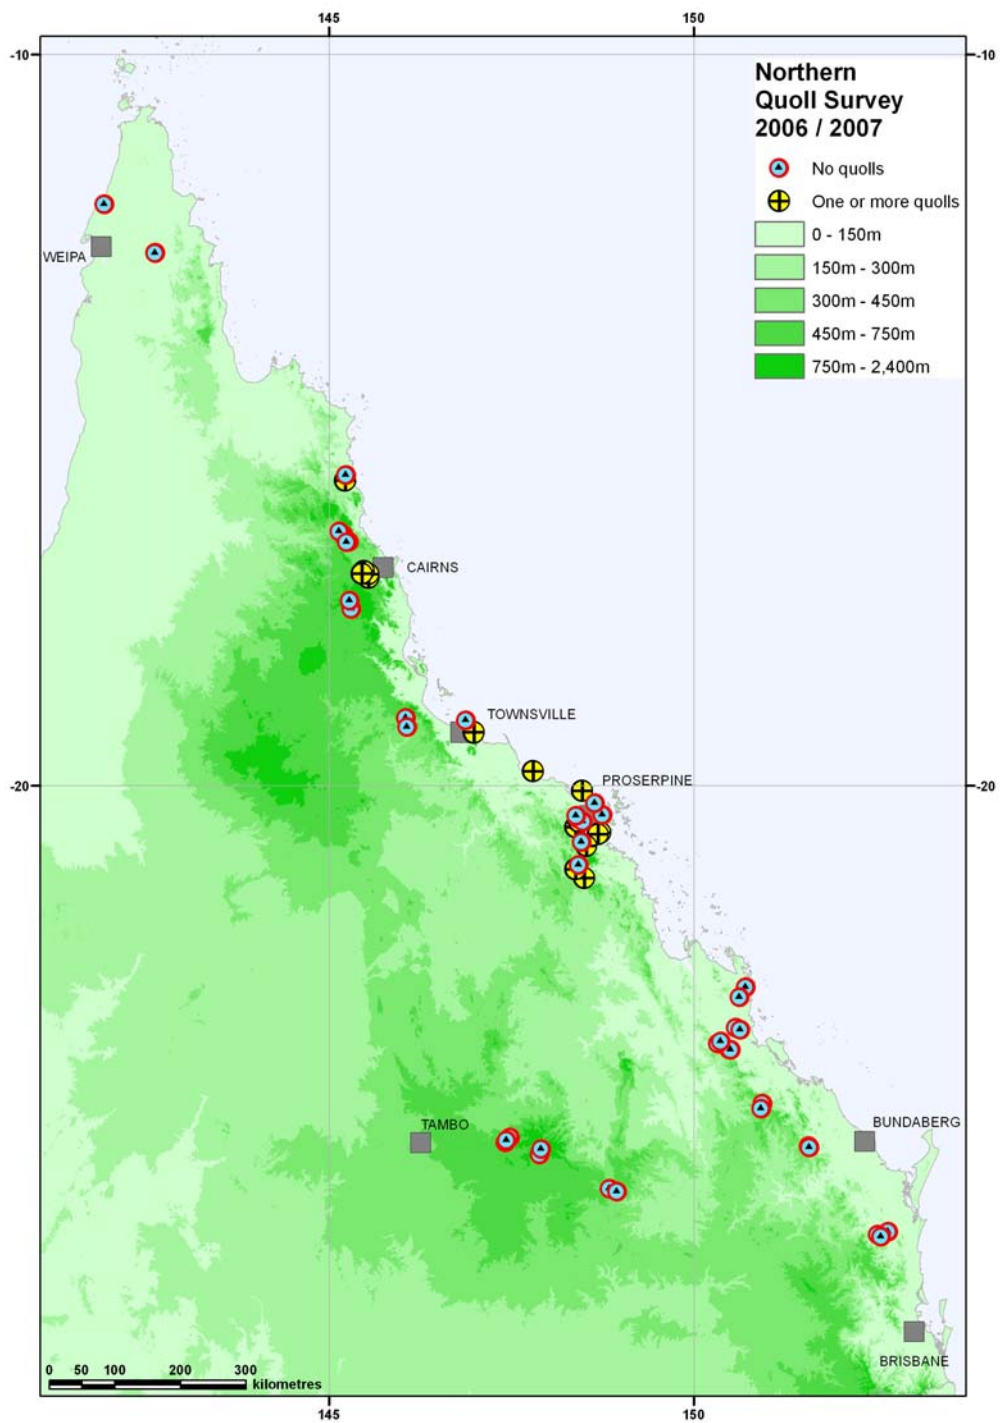 145 150
-10 -10
Northern
Quoll Survey
2006 / 2007
No quolls
One or more quolls
0 - 150m
150m - 300m
300m - 450m
450m - 750m
750m - 2,400m
WEIPA
CAIRNS
TOWNSVILLE
PROSERPINE
-20 -20
TAMBO
BUNDABERG
BRISBANE
0 50 100 200 300
kilometres
145 150